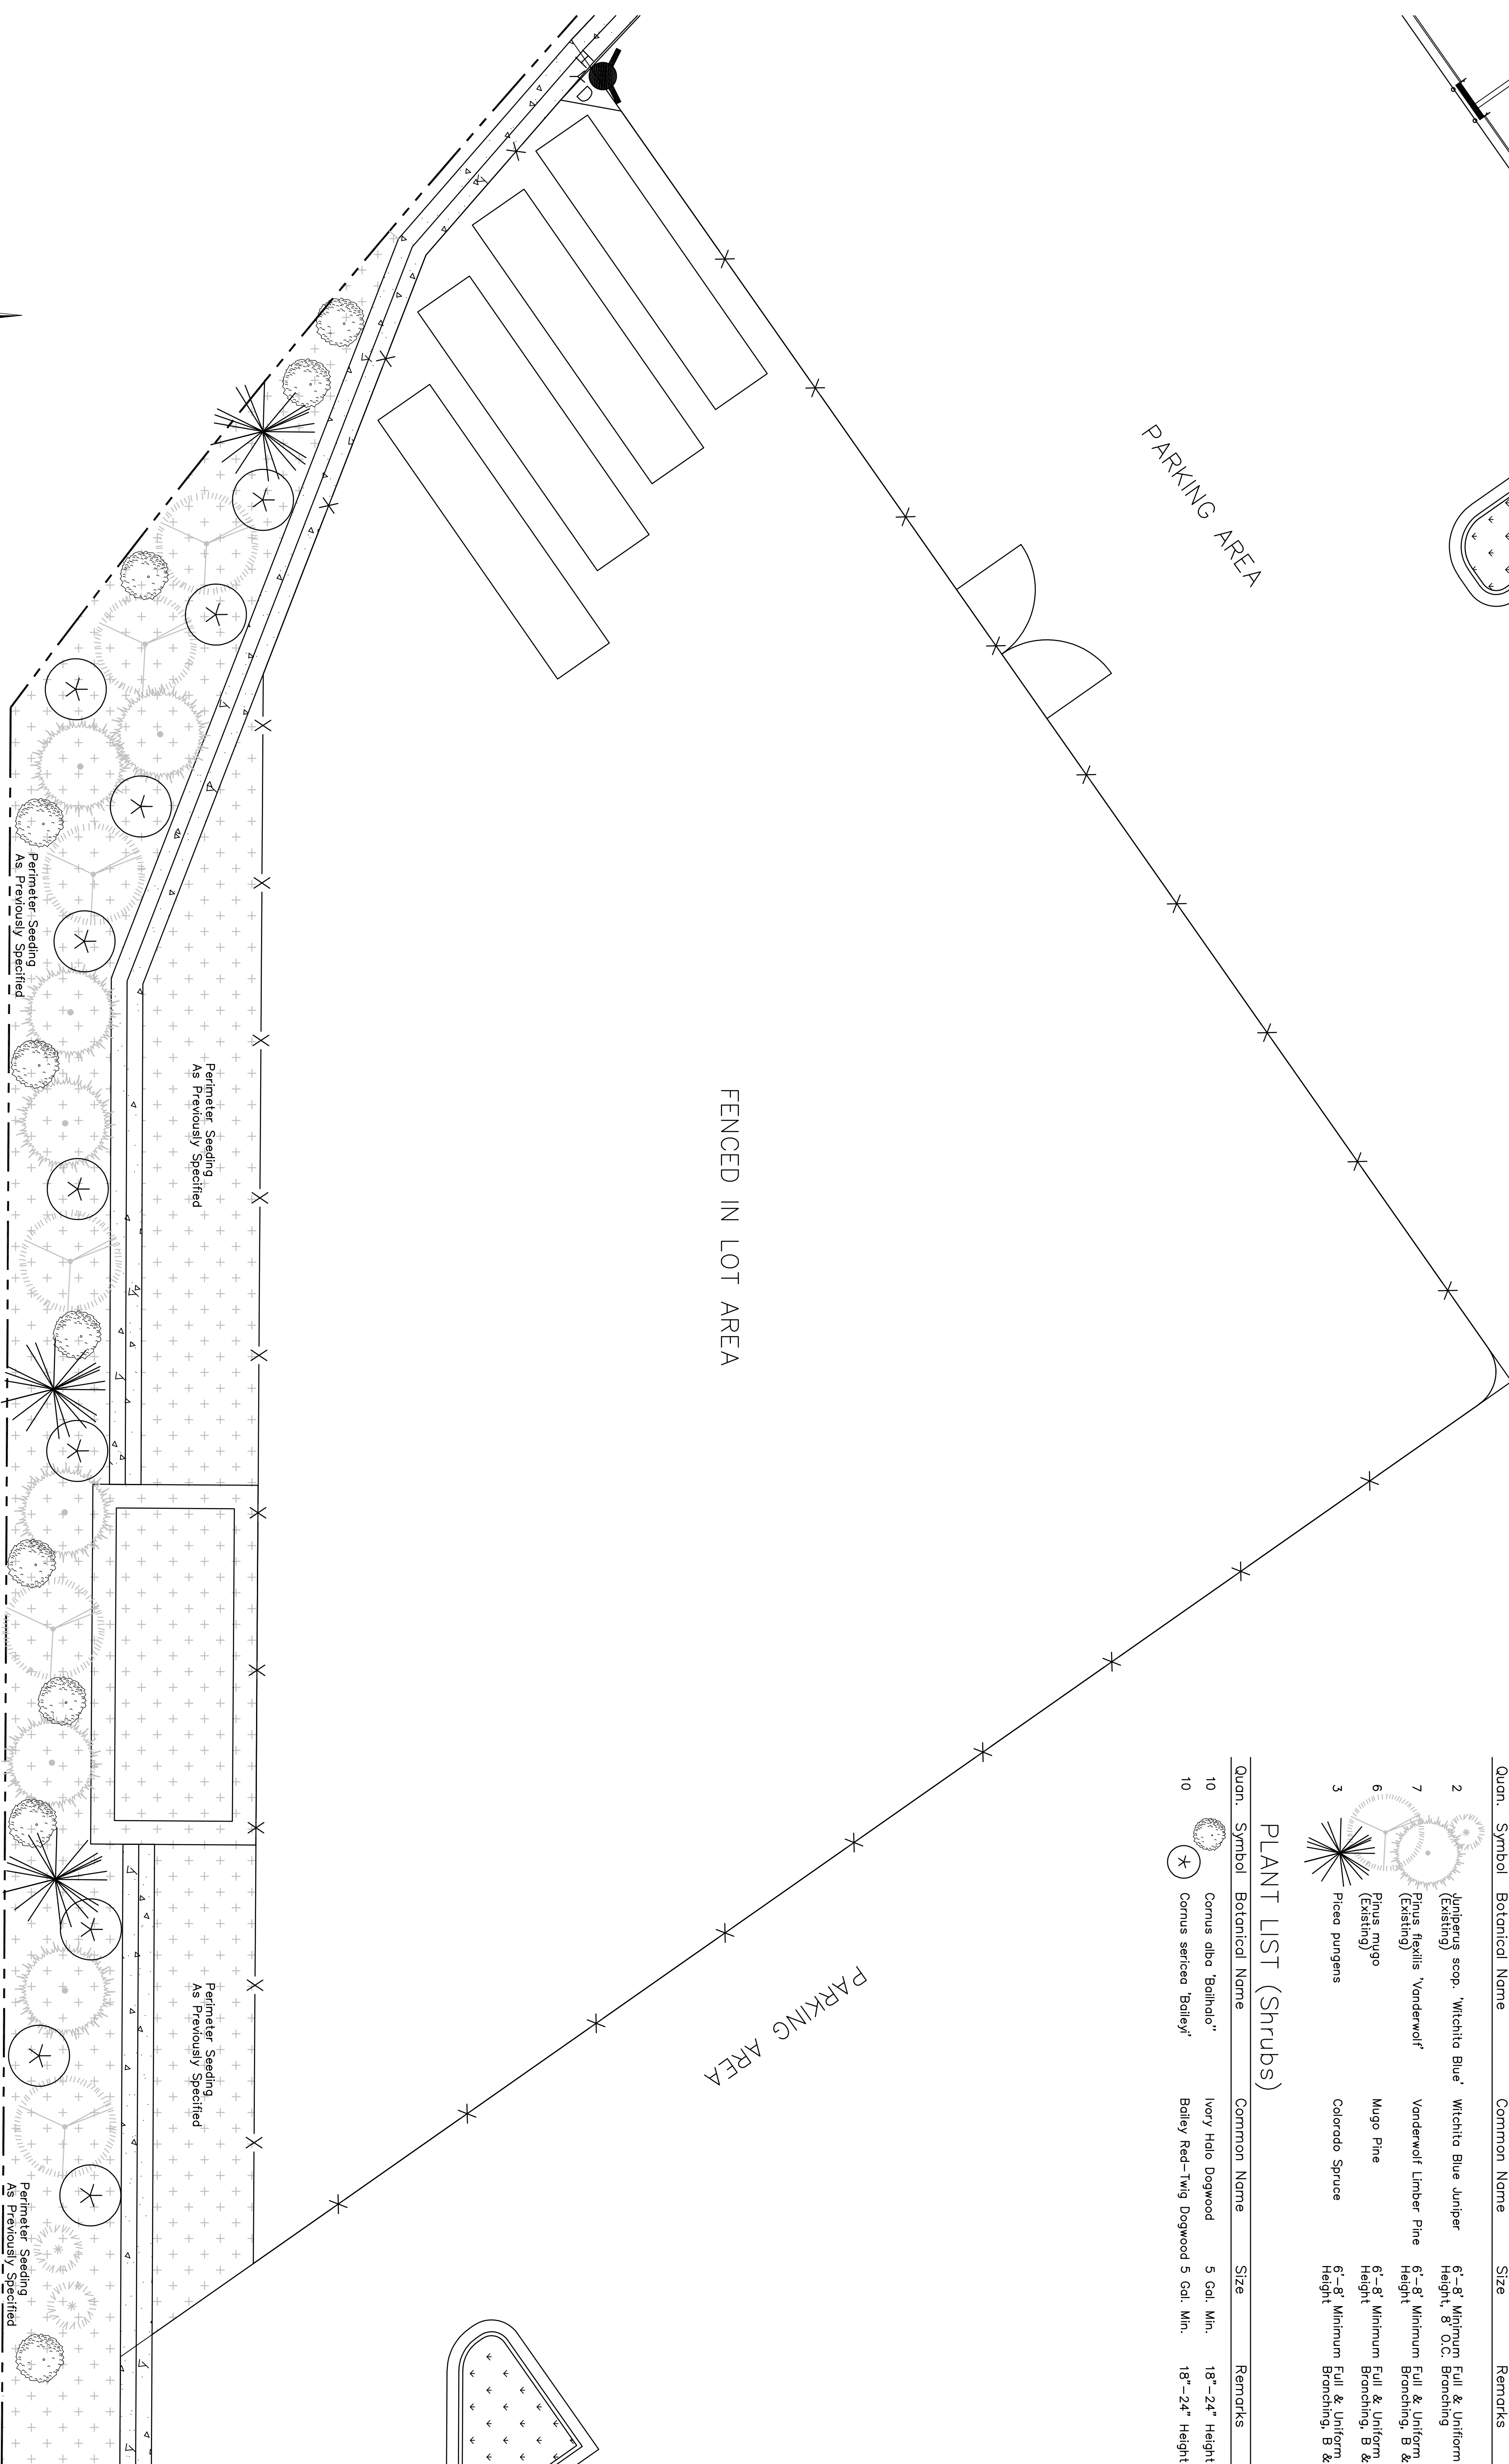 PARKING AREA
FENCED IN LOT AREA
PARKING AREA
Perimeter Seeding
As Previously Specified
Perimeter Seeding
As Previously Specified
Perimeter Seeding
As Previously Specified
Perimeter Seeding
As Previously Specified
Quan. Symbol Botanical Name Common Name Size Remarks
2 Juniperus scop. 'Witchita Blue' Witchita Blue Juniper 6'-8' Minimum Full & Unifiorm
(Existing) Height, 8' O.C. Branching
7 Pinus flexilis 'Vanderwolf' Vanderwolf Limber Pine 6'-8' Minimum Full & Uniform
(Existing) Height Branching, B &
6 Pinus mugo Mugo Pine 6'-8' Minimum Full & Uniform
(Existing) Height Branching, B &
3 Picea pungens Colorado Spruce 6'-8' Minimum Full & Uniform
Height Branching, B &
PLANT LIST (Shrubs)
Quan. Symbol Botanical Name Common Name Size Remarks
10 Cornus alba 'Bailhalo" Ivory Halo Dogwood 5 Gal. Min. 18"-24" Height
10 Cornus sericea 'Baileyi' Bailey Red-Twig Dogwood 5 Gal. Min. 18"-24" Height